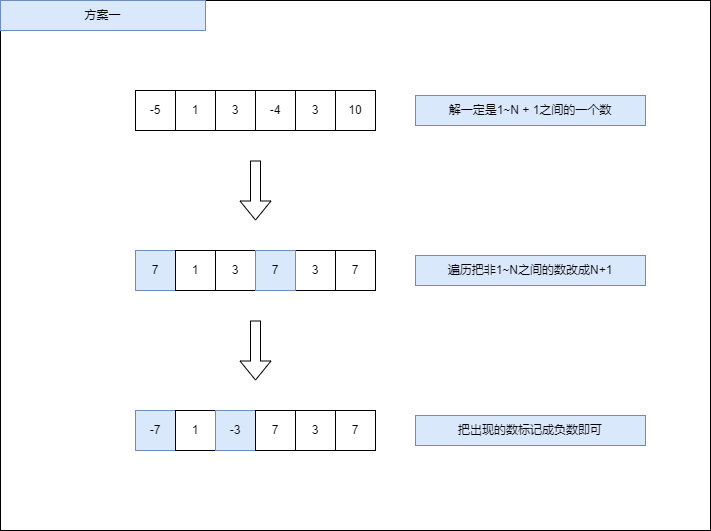 方案一
-5 1 3 -4 3 10
解一定是1~N + 1之间的一个数
7 1 3 7 3 7
遍历把非1~N之间的数改成N+1
-7 1 -3 7 3 7
把出现的数标记成负数即可